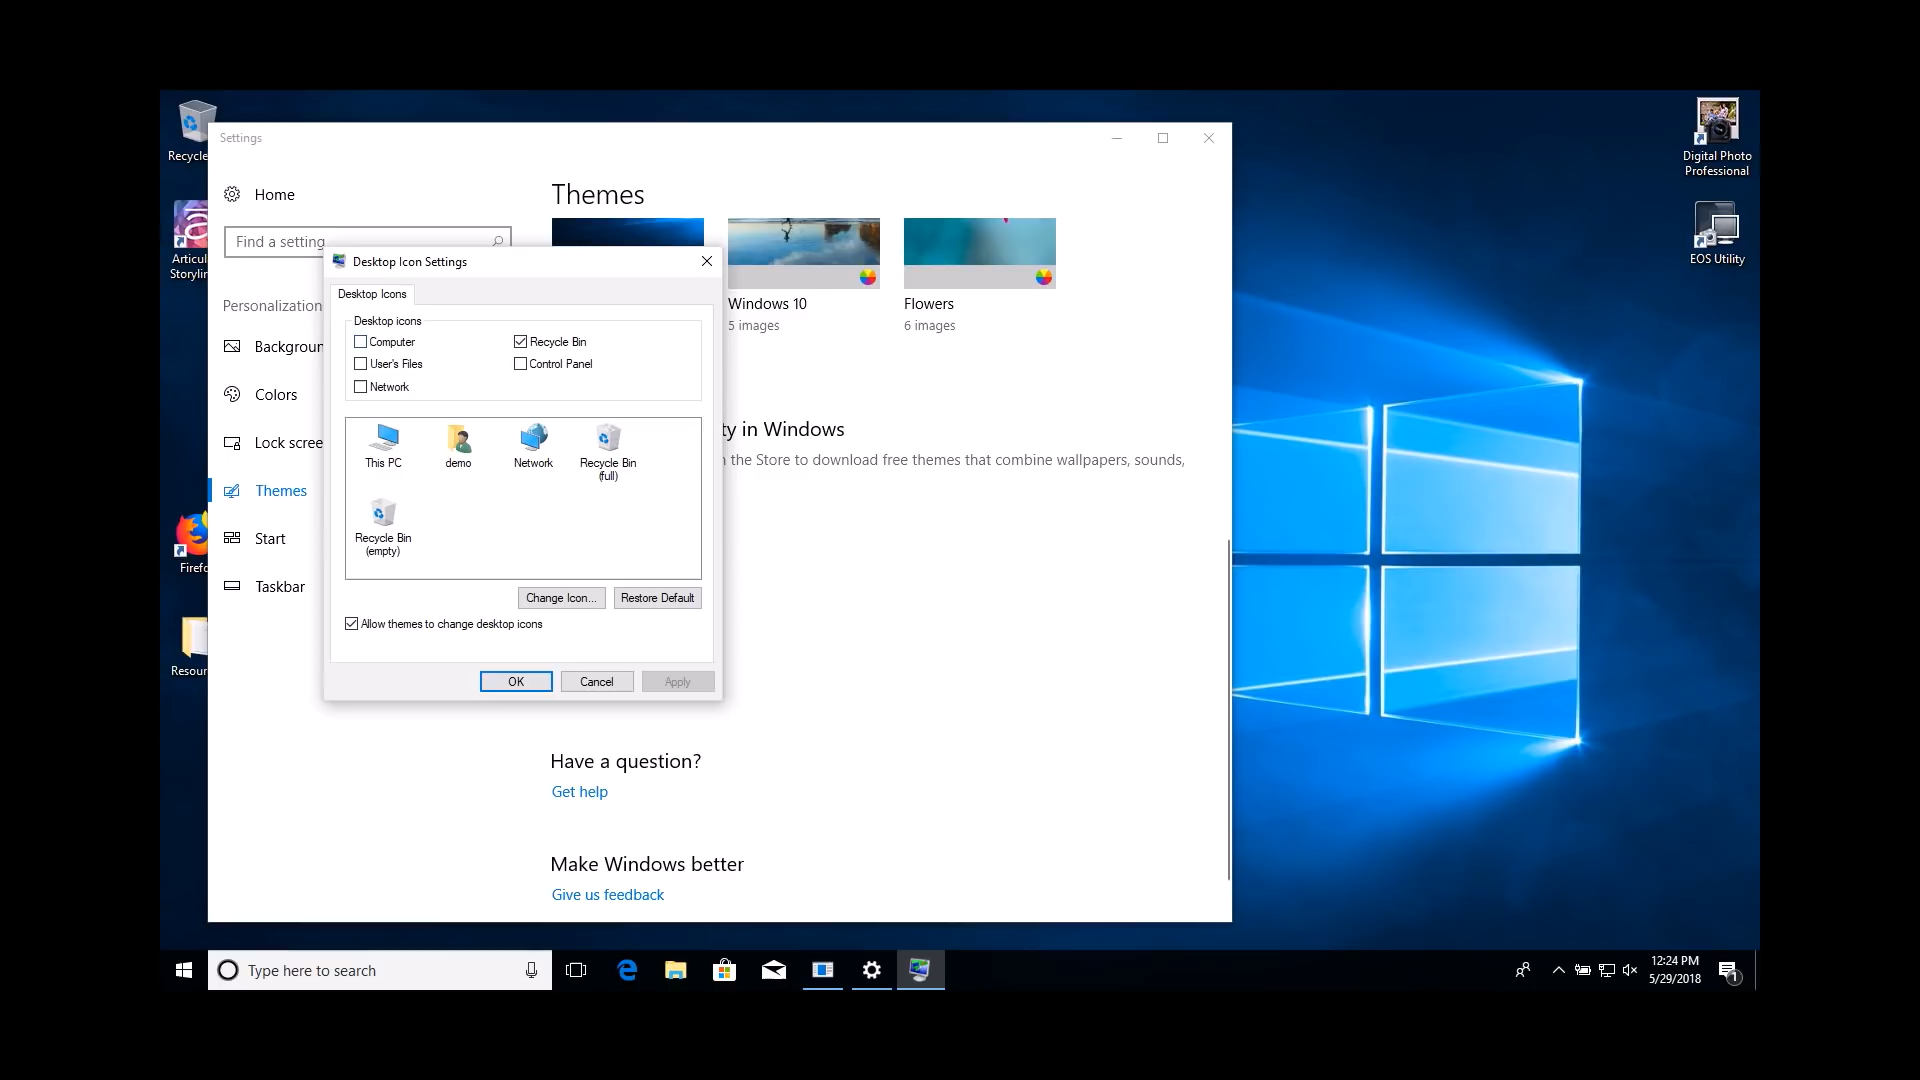 Recycle
Articul
Storylin
Firefo
Resour
Settings
Home
Find a setting
Personalization
Backgroun
Colors
Lock scree
Themes
Start
Taskbar
Themes
Windows 10
5 images
Flowers
6 images
ty in Windows
the Store to download free themes that combine wallpapers, sounds,
Have a question?
Get help
Make Windows better
Give us feedback
Desktop Icon Settings
Desktop Icons
Desktop icons
Computer
Recycle Bin
User's Files
Control Panel
Network
This PC
demo
Network
Recycle Bin
(full)
Recycle Bin
(empty)
Change Icon...
Restore Default
Allow themes to change desktop icons
OK
Cancel
Apply
Digital Photo
Professional
EOS Utility
Type here to search
12:24 PM
5/29/2018
1